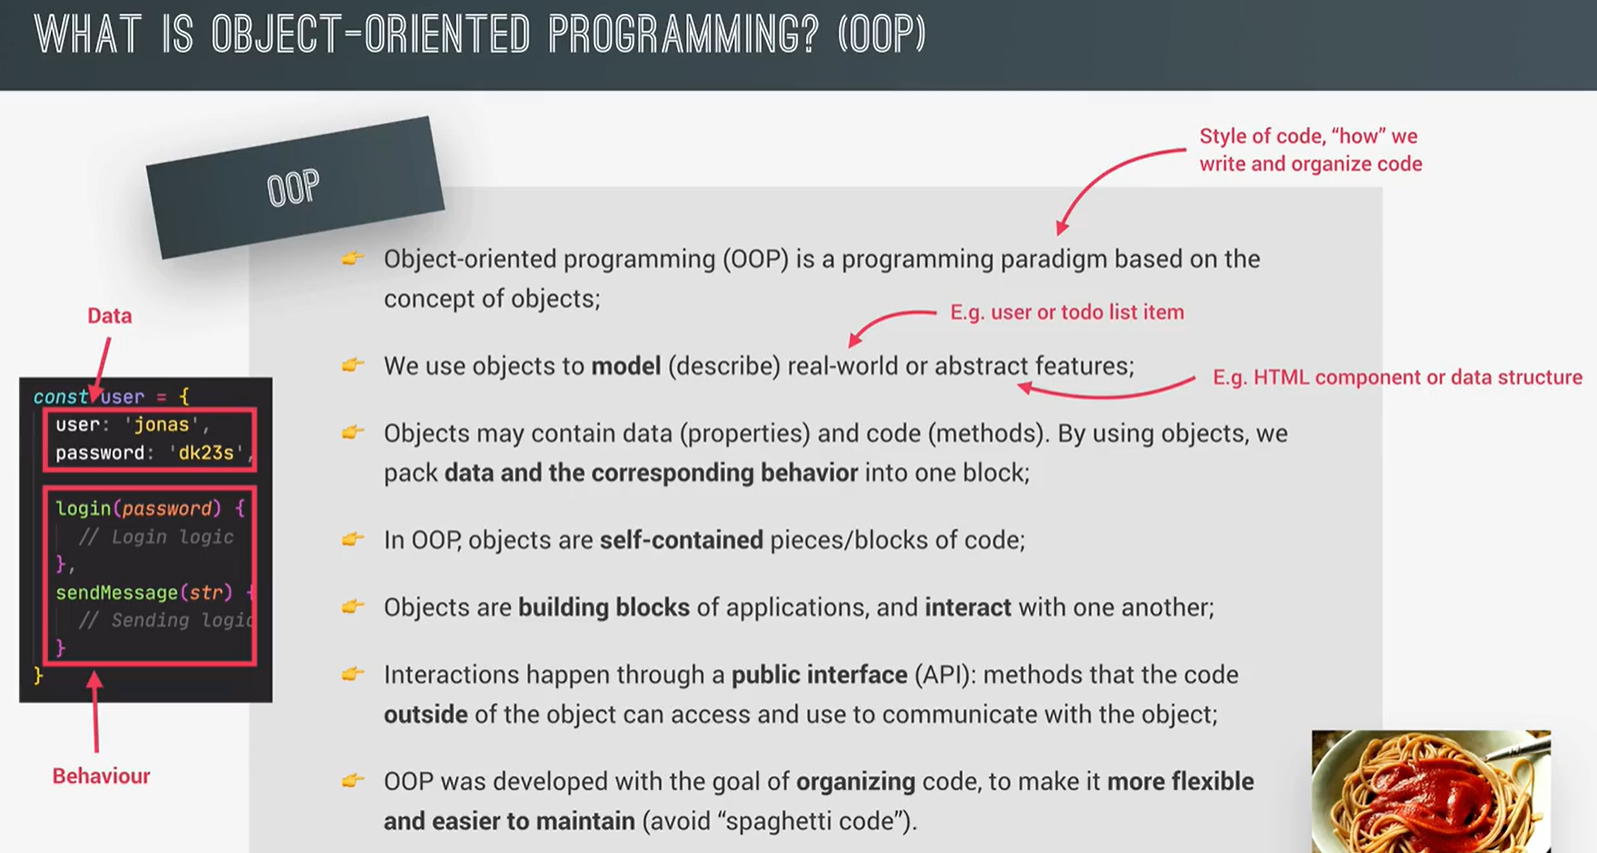 WHAT IS OBJECT-ORIENTED PROGRAMMING? (OOP)
OOP
Style of code, “how” we
write and organize code
Object-oriented programming (OOP) is a programming paradigm based on the
concept of objects;
E.g. user or todo list item
We use objects to model (describe) real-world or abstract features;
E.g. HTML component or data structure
Objects may contain data (properties) and code (methods). By using objects, we
pack data and the corresponding behavior into one block;
In OOP, objects are self-contained pieces/blocks of code;
Objects are building blocks of applications, and interact with one another;
Interactions happen through a public interface (API): methods that the code
outside of the object can access and use to communicate with the object;
OOP was developed with the goal of organizing code, to make it more flexible
and easier to maintain (avoid “spaghetti code”).
Data
const user = {
user: 'jonas',
password: 'dk23s',
login(password) {
// Login logic
},
sendMessage(str) {
// Sending logic
}
}
Behaviour